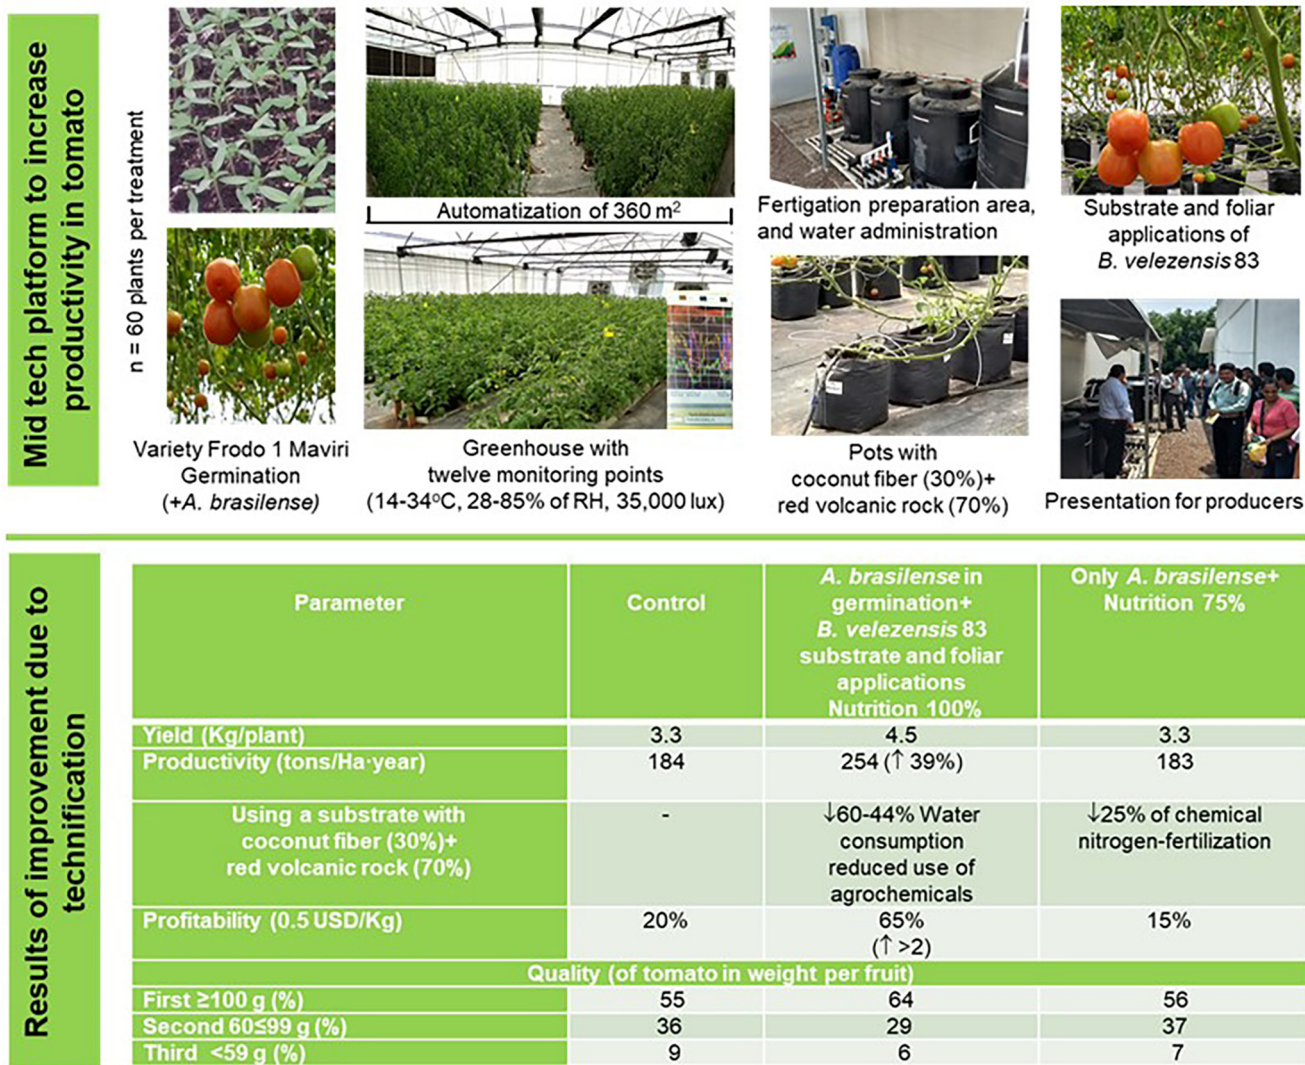 Mid tech platform to increase
productivity in tomato
n = 60 plants per treatment
Variety Frodo 1 Maviri
Germination
(+A. brasilense)
Automatization of 360 m²
Greenhouse with
twelve monitoring points
(14-34°C, 28-85% of RH, 35,000 lux)
Fertigation preparation area,
and water administration
Pots with
coconut fiber (30%)+
red volcanic rock (70%)
Substrate and foliar
applications of
B. velezensis 83
Presentation for producers
Results of improvement due to
technification
Parameter
Control
A. brasilense in
germination+
B. velezensis 83
substrate and foliar
applications
Nutrition 100%
Only A. brasilense+
Nutrition 75%
Yield (Kg/plant) 3.3 4.5 3.3
Productivity (tons/Ha·year) 184 254 (↑ 39%) 183
Using a substrate with
coconut fiber (30%)+
red volcanic rock (70%)
-
↓60-44% Water
consumption
reduced use of
agrochemicals
↓25% of chemical
nitrogen-fertilization
Profitability (0.5 USD/Kg) 20% 65% 15%
(↑ >2)
Quality (of tomato in weight per fruit)
First ≥100 g (%) 55 64 56
Second 60≤99 g (%) 36 29 37
Third <59 g (%) 9 6 7